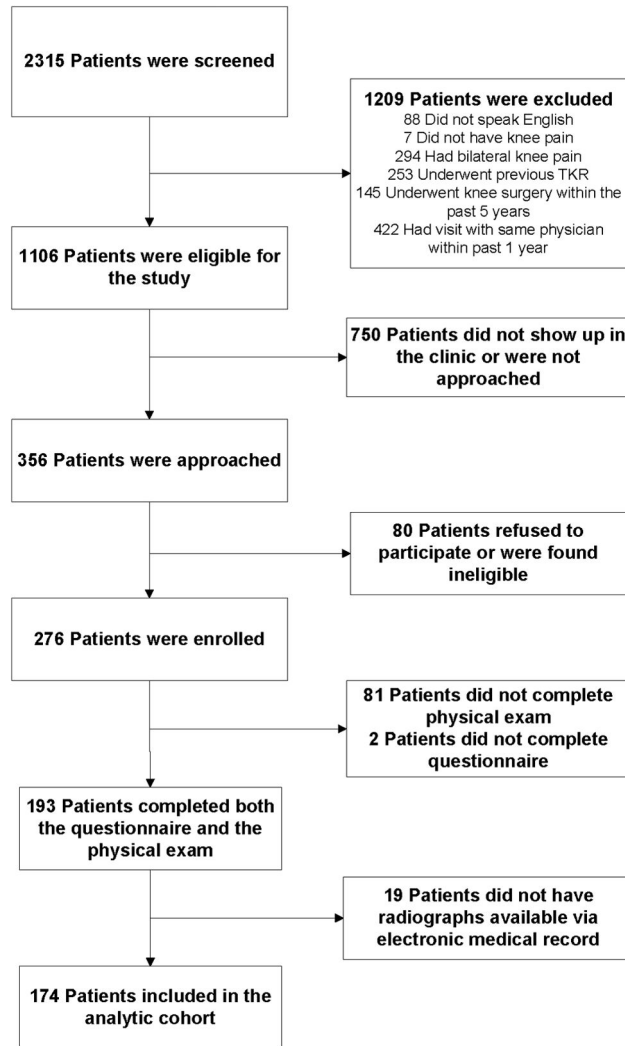 2315 Patients were screened
1209 Patients were excluded
88 Did not speak English
7 Did not have knee pain
294 Had bilateral knee pain
253 Underwent previous TKR
145 Underwent knee surgery within the
past 5 years
422 Had visit with same physician
within past 1 year
1106 Patients were eligible for
the study
750 Patients did not show up in
the clinic or were not
approached
356 Patients were approached
80 Patients refused to
participate or were found
ineligible
276 Patients were enrolled
81 Patients did not complete
physical exam
2 Patients did not complete
questionnaire
193 Patients completed both
the questionnaire and the
physical exam
19 Patients did not have
radiographs available via
electronic medical record
174 Patients included in the
analytic cohort